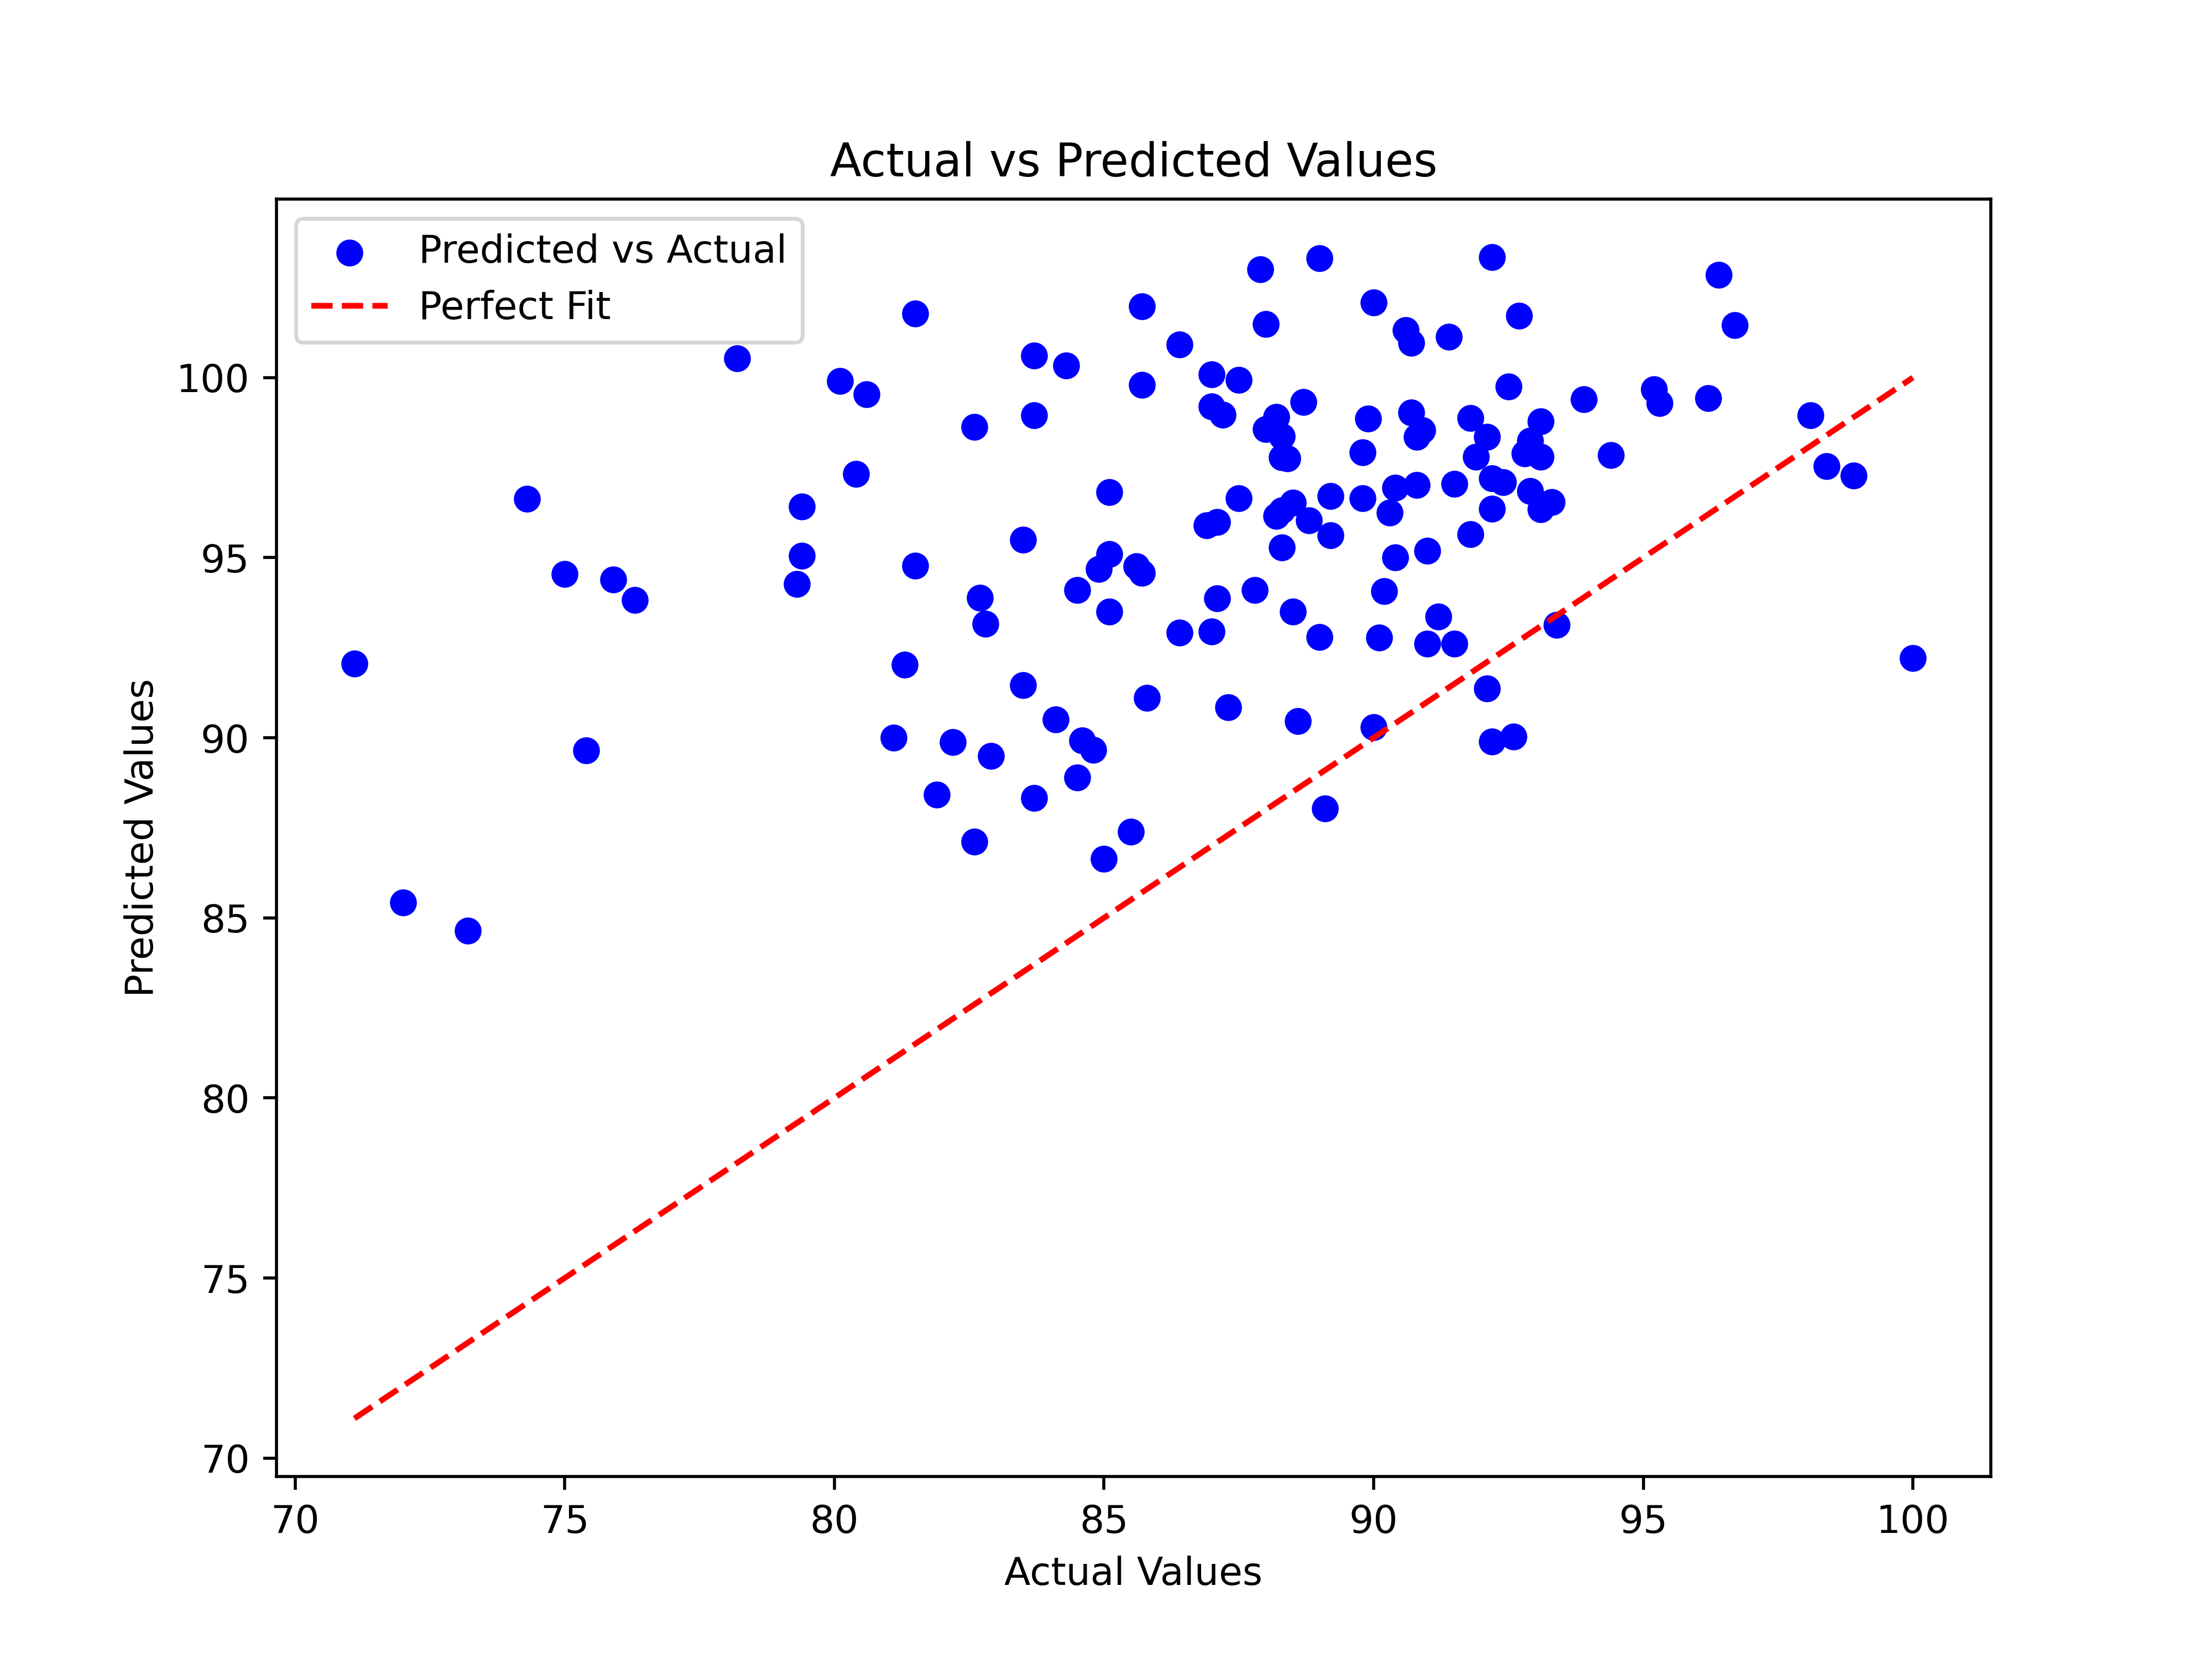 Actual vs Predicted Values
Predicted vs Actual
Perfect Fit
Predicted Values
100
95
90
85
80
75
70
70 75 80 85 90 95 100
Actual Values